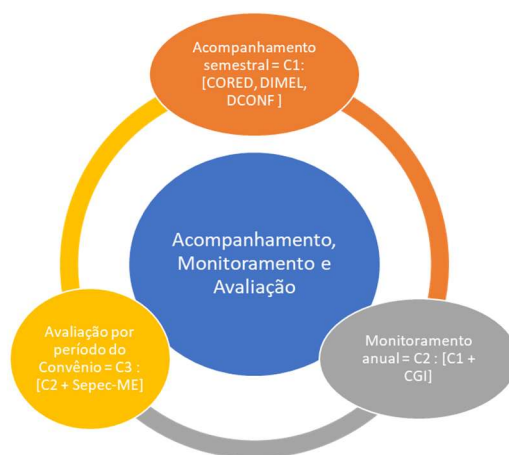 Acompanhamento
semestral = C1:
[CORED, DIMEL,
DCONF ]
Acompanhamento,
Monitoramento e
Avaliação
Avaliação por
período do
Convênio = C3 :
[C2 + Sepec-ME]
Monitoramento
anual = C2 : [C1 +
CGI]